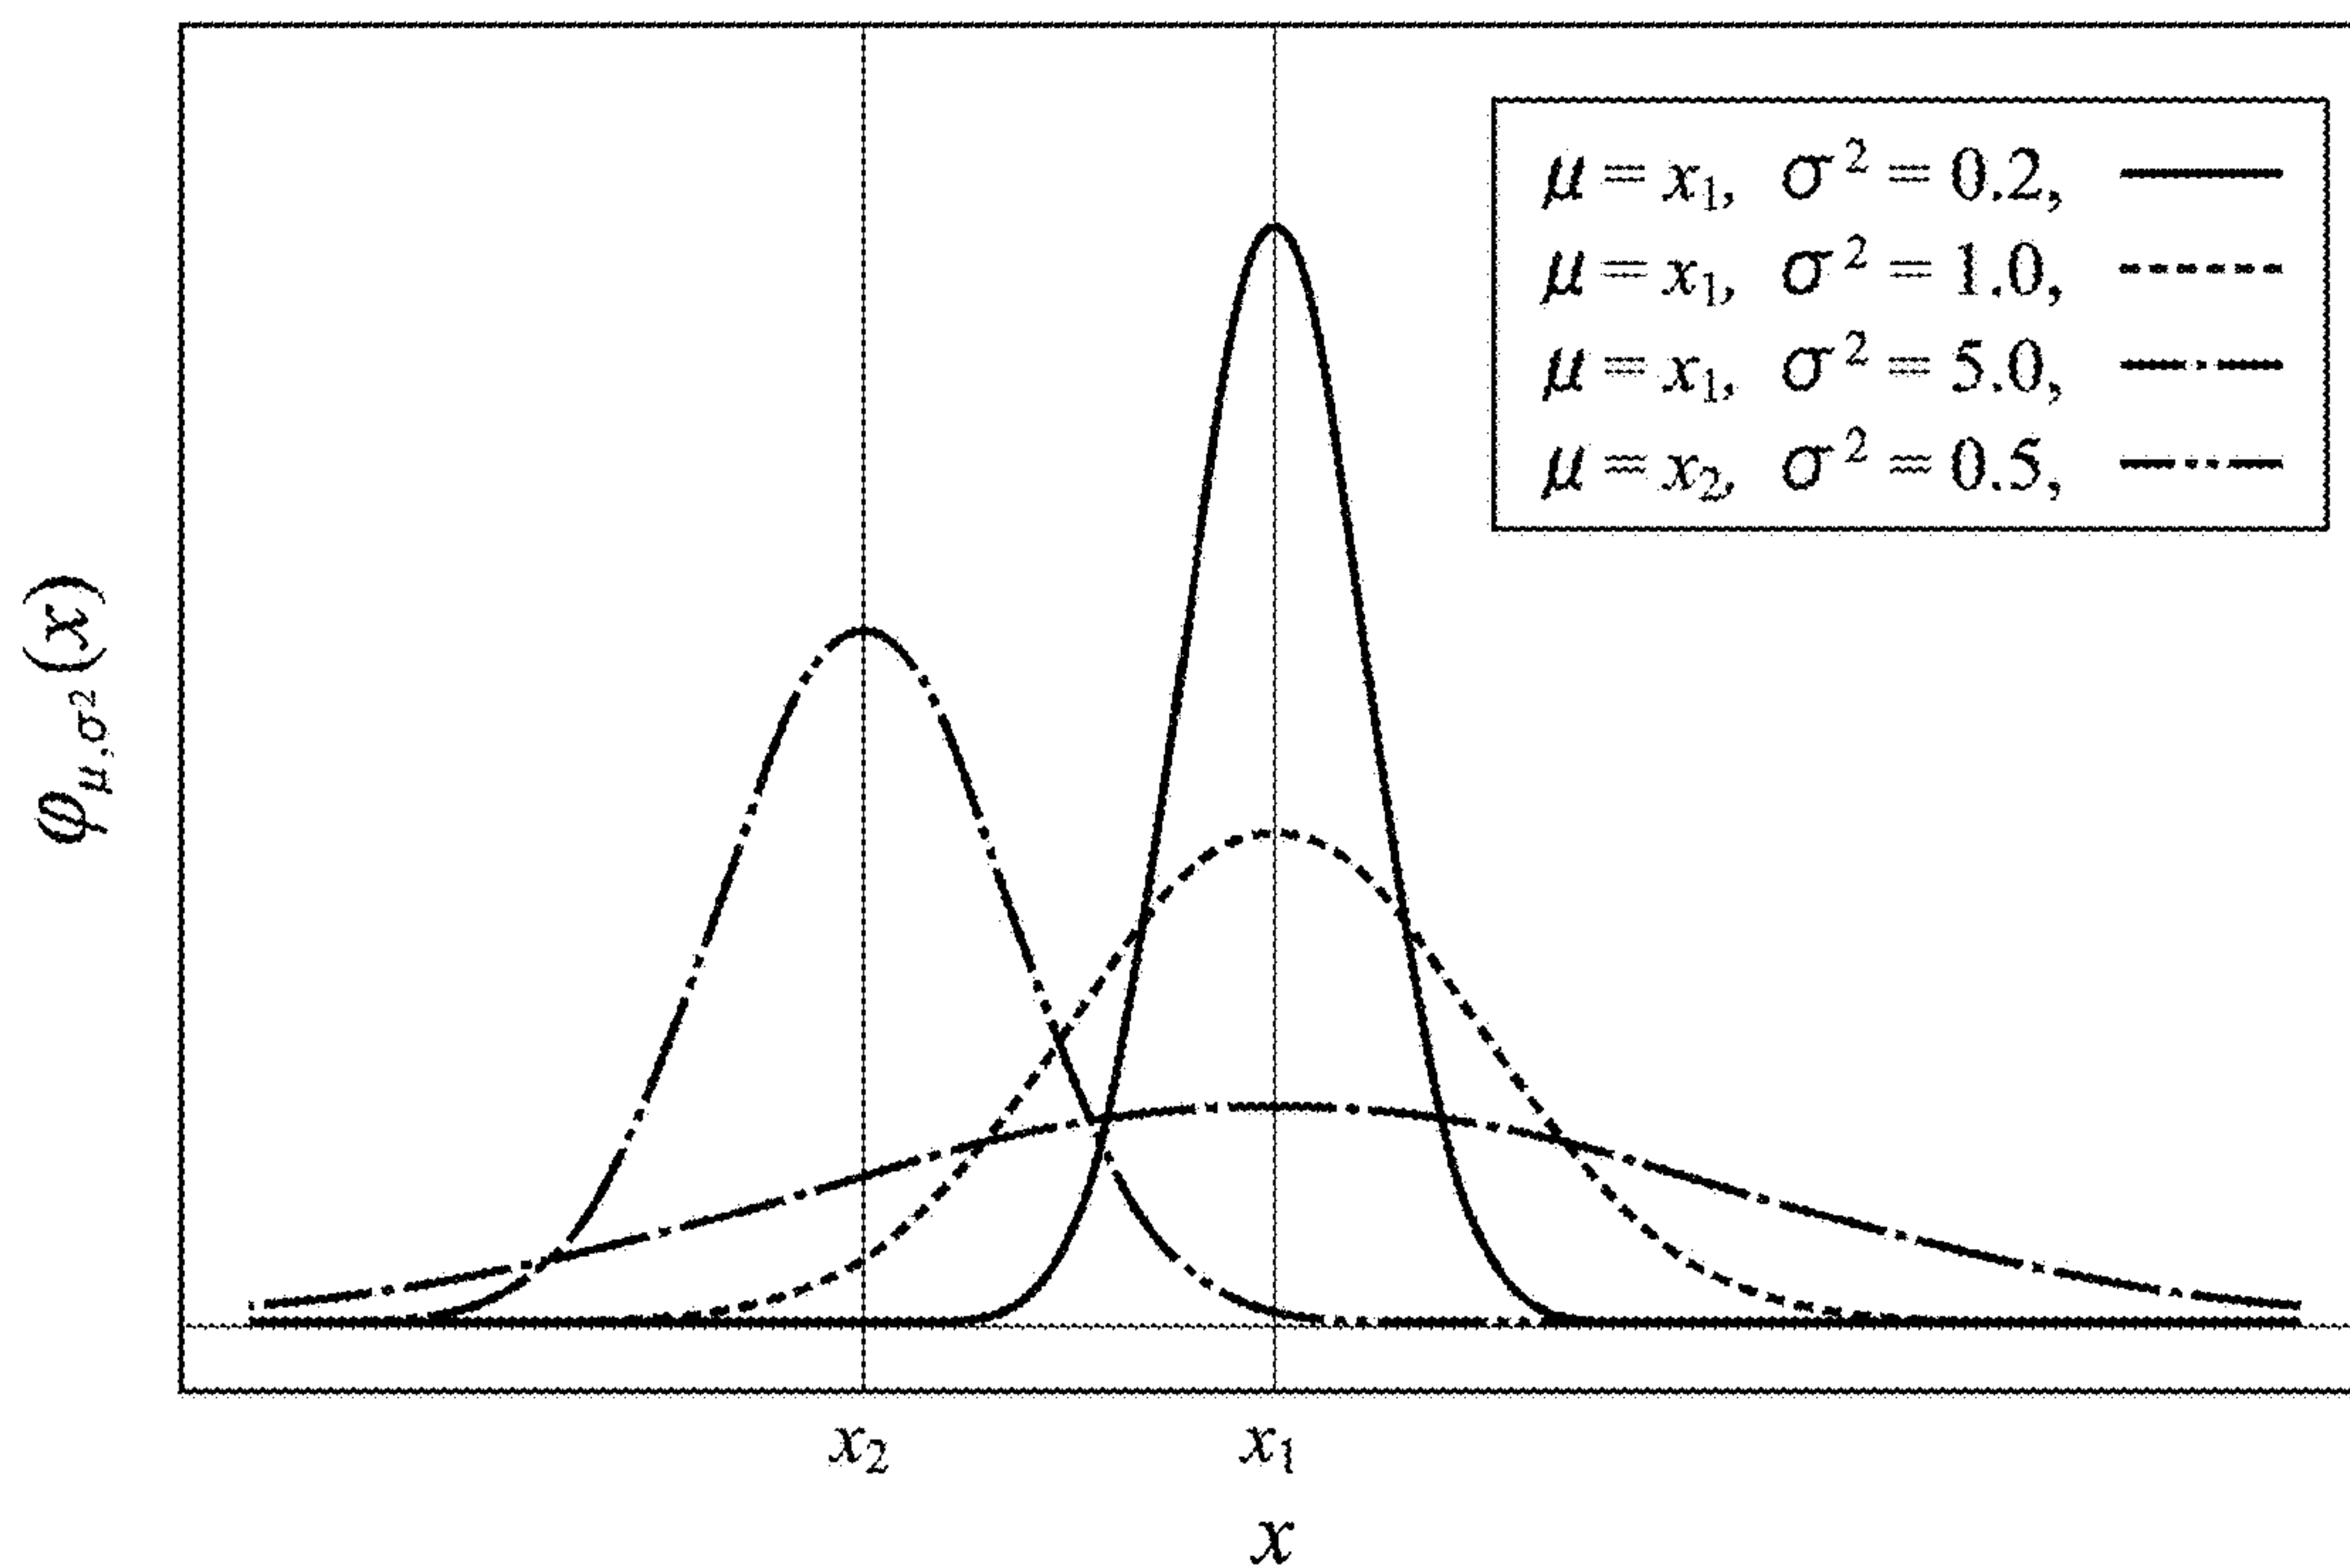 φμ,σ²(x)
μ = x₁, σ² = 0.2,
μ = x₁, σ² = 1.0,
μ = x₁, σ² = 5.0,
μ = x₂, σ² = 0.5,
x₂ x₁
x